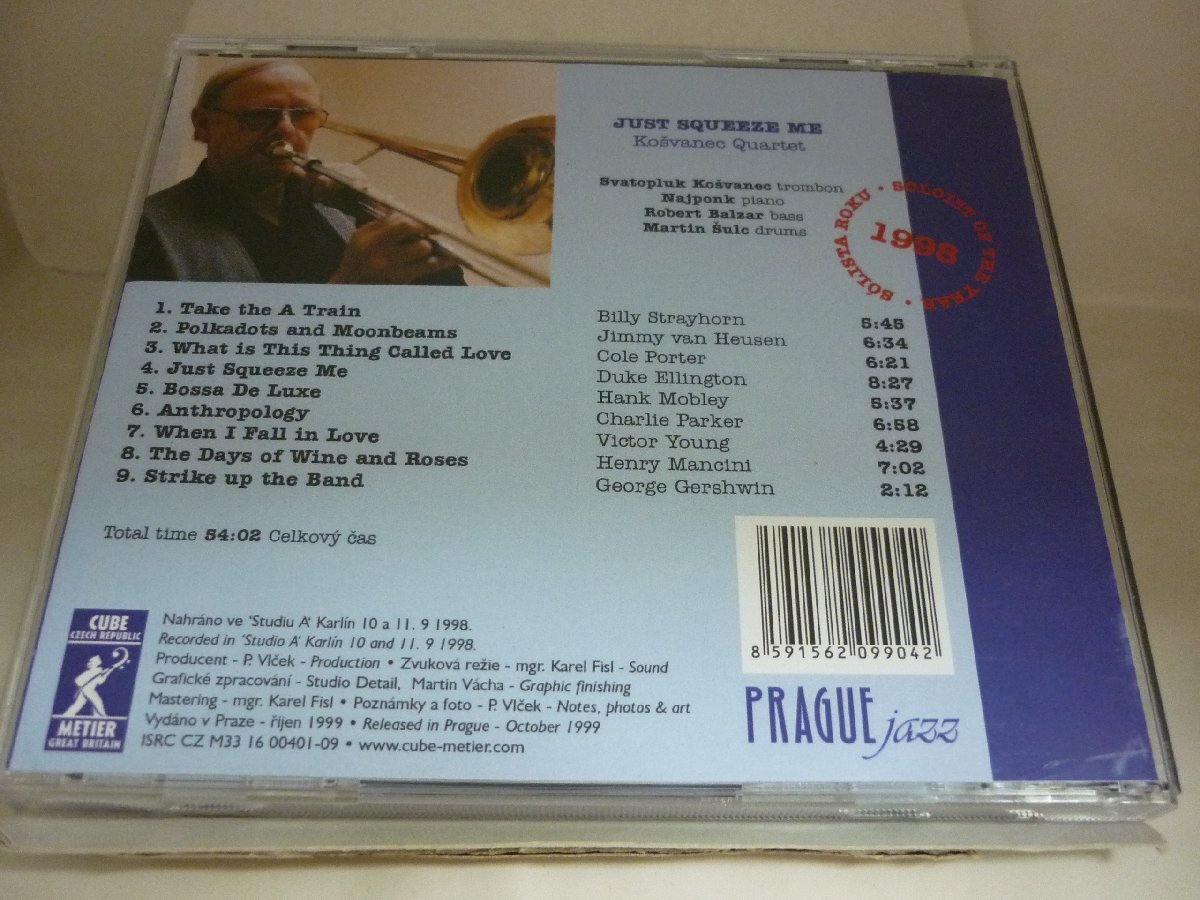 JUST SQUEEZE ME
Košvanec Quartet
Svatopluk Košvanec trombon
Najponk piano
Robert Balzar bass
Martin Šulc drums
SÓLISTA ROKU • SOLOIST OF THE YEAR •
1998
1. Take the A Train Billy Strayhorn 5:45
2. Polkadots and Moonbeams Jimmy van Heusen 6:34
3. What is This Thing Called Love Cole Porter 6:21
4. Just Squeeze Me Duke Ellington 8:27
5. Bossa De Luxe Hank Mobley 5:37
6. Anthropology Charlie Parker 6:58
7. When I Fall in Love Victor Young 4:29
8. The Days of Wine and Roses Henry Mancini 7:02
9. Strike up the Band George Gershwin 2:12
Total time 54:02 Celkový čas
CUBE
CZECH REPUBLIC
METIER
GREAT BRITAIN
Nahráno ve 'Studiu A' Karlín 10 a 11. 9 1998.
Recorded in 'Studio A' Karlín 10 and 11. 9 1998.
Producent - P. Vlček - Production • Zvuková režie - mgr. Karel Fisl - Sound
Grafické zpracování - Studio Detail, Martin Vácha - Graphic finishing
Mastering - mgr. Karel Fisl • Poznámky a foto - P. Vlček - Notes, photos & art
Vydáno v Praze - říjen 1999 • Released in Prague - October 1999
ISRC CZ M33 16 00401-09 • www.cube-metier.com
8 591562 099042
PRAGUE jazz